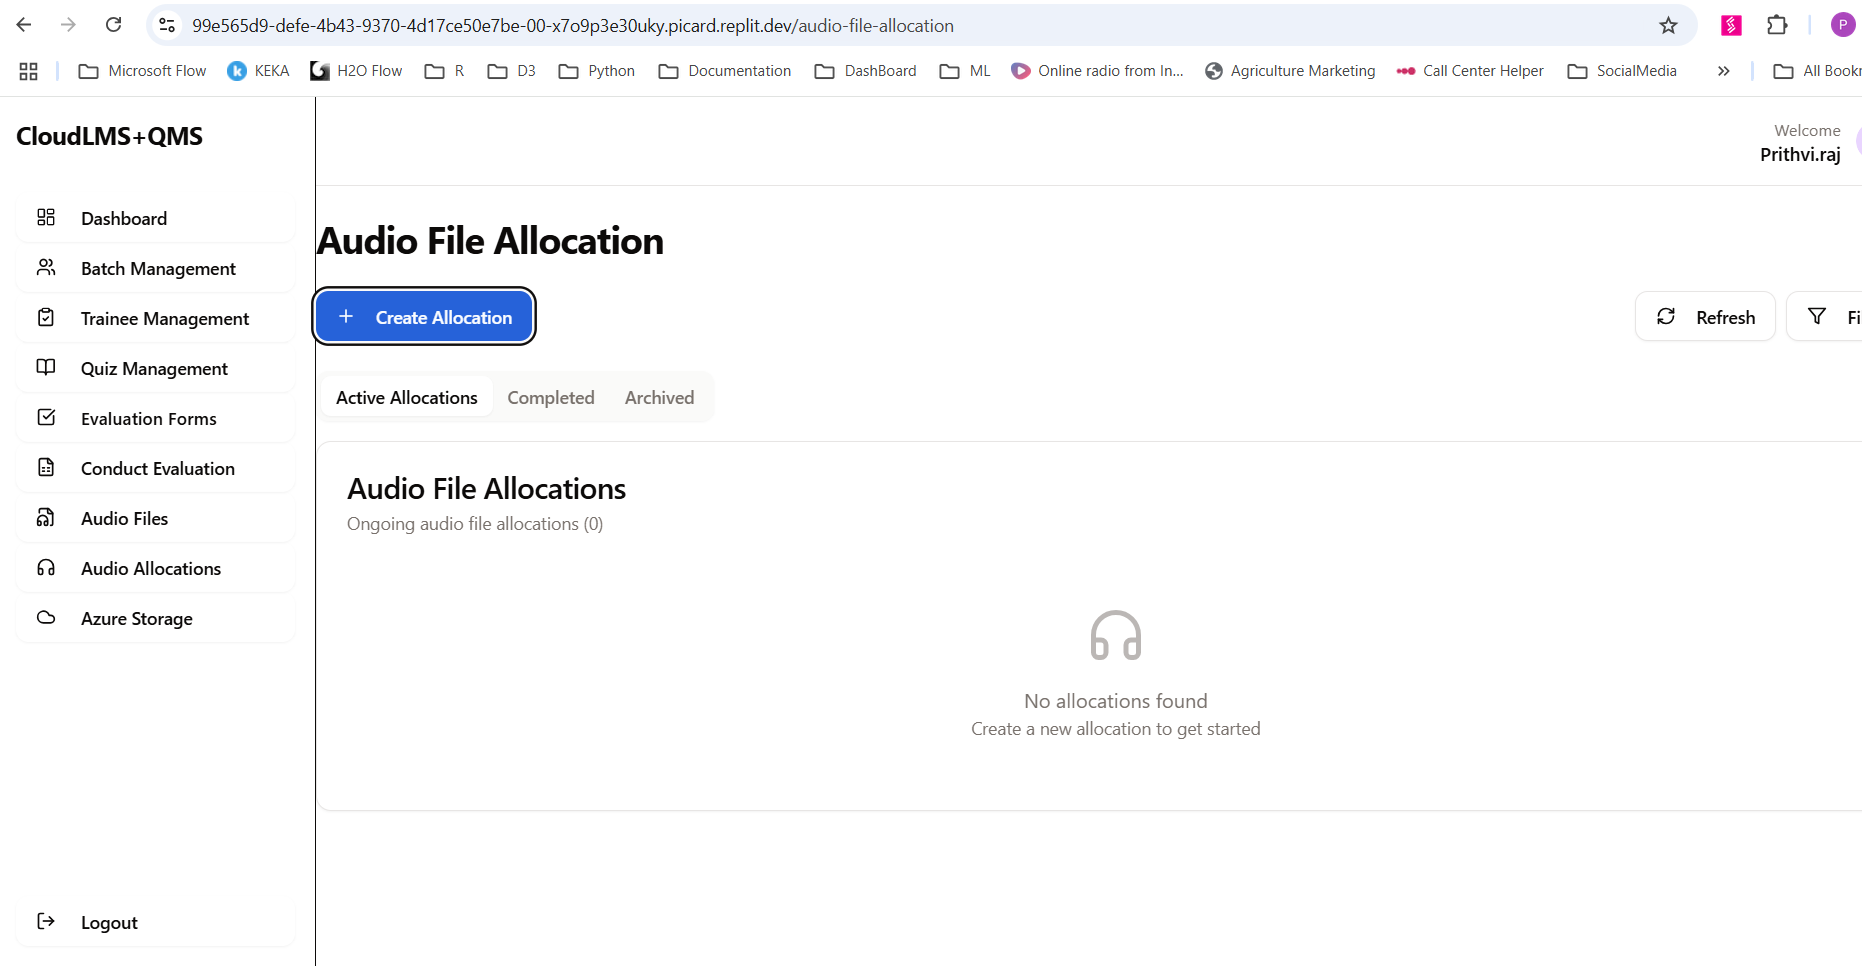 99e565d9-defe-4b43-9370-4d17ce50e7be-00-x7o9p3e30uky.picard.replit.dev/audio-file-allocation
P
Microsoft Flow
KEKA
H2O Flow
R
D3
Python
Documentation
DashBoard
ML
Online radio from In...
Agriculture Marketing
Call Center Helper
SocialMedia
All Bookr
CloudLMS+QMS
Welcome
Prithvi.raj
Dashboard
Batch Management
Trainee Management
Quiz Management
Evaluation Forms
Conduct Evaluation
Audio Files
Audio Allocations
Azure Storage
Logout
Audio File Allocation
Create Allocation
Refresh
Fi
Active Allocations
Completed
Archived
Audio File Allocations
Ongoing audio file allocations (0)
No allocations found
Create a new allocation to get started